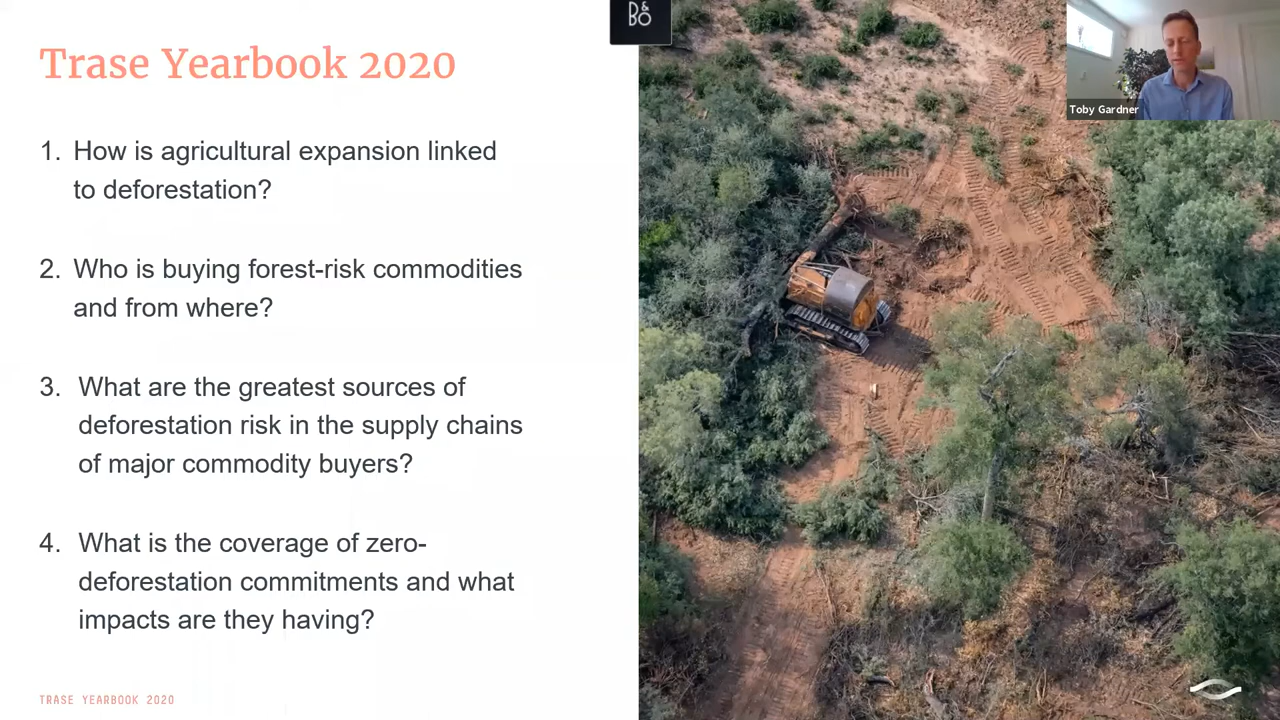 Trase Yearbook 2020
1. How is agricultural expansion linked
to deforestation?
2. Who is buying forest-risk commodities
and from where?
3. What are the greatest sources of
deforestation risk in the supply chains
of major commodity buyers?
4. What is the coverage of zero-
deforestation commitments and what
impacts are they having?
TRASE YEARBOOK 2020
B&
BO
Toby Gardner